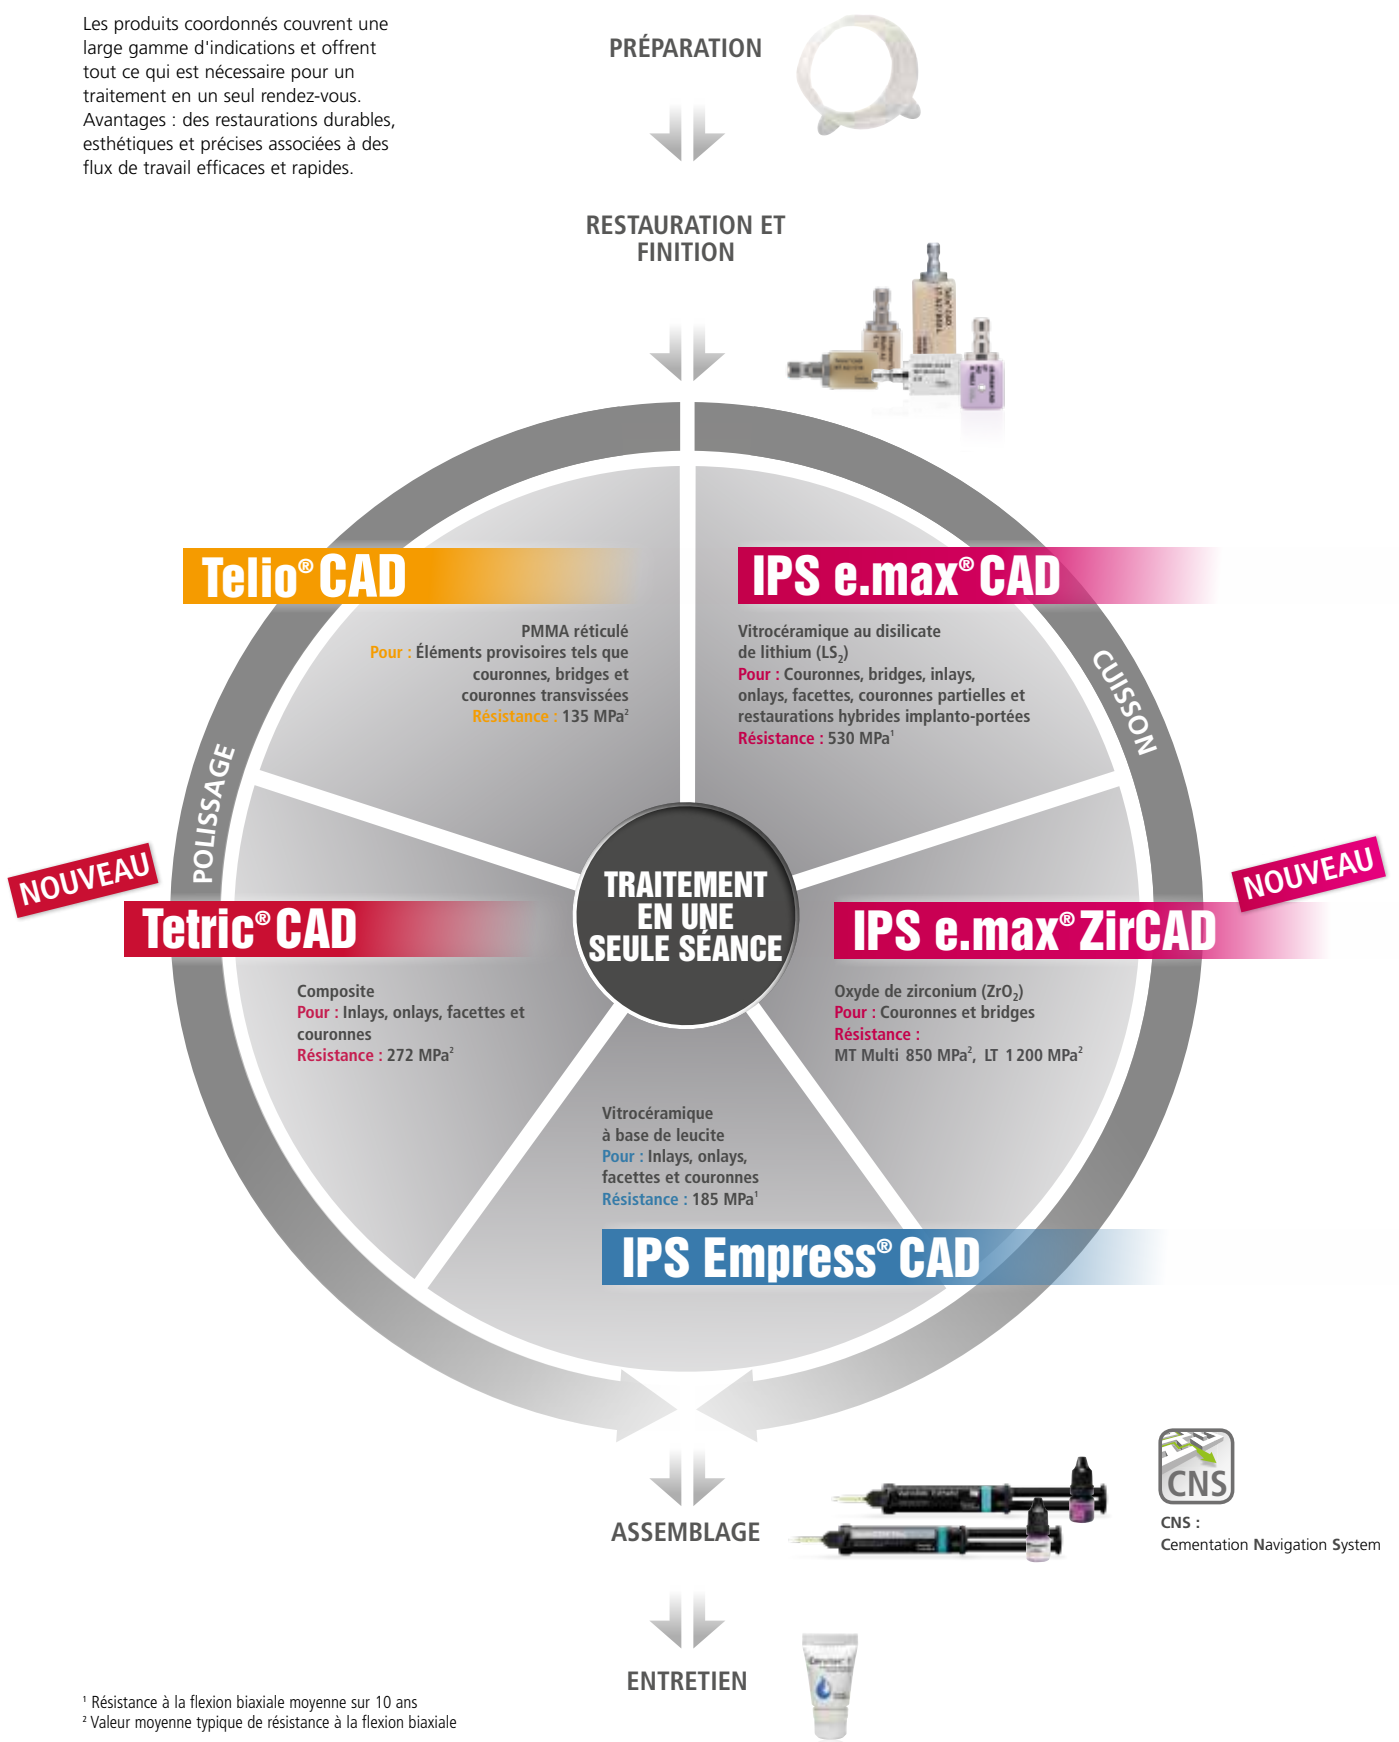 Les produits coordonnés couvrent une
large gamme d'indications et offrent
tout ce qui est nécessaire pour un
traitement en un seul rendez-vous.
Avantages : des restaurations durables,
esthétiques et précises associées à des
flux de travail efficaces et rapides.
PRÉPARATION
RESTAURATION ET
FINITION
Telio® CAD
PMMA réticulé
Pour : Éléments provisoires tels que
couronnes, bridges et
couronnes transvissées
Résistance : 135 MPa²
IPS e.max® CAD
Vitrocéramique au disilicate
de lithium (LS₂)
Pour : Couronnes, bridges, inlays,
onlays, facettes, couronnes partielles et
restaurations hybrides implanto-portées
Résistance : 530 MPa¹
POLISSAGE
CUISSON
NOUVEAU
Tetric® CAD
Composite
Pour : Inlays, onlays, facettes et
couronnes
Résistance : 272 MPa²
TRAITEMENT
EN UNE
SEULE SÉANCE
NOUVEAU
IPS e.max® ZirCAD
Oxyde de zirconium (ZrO₂)
Pour : Couronnes et bridges
Résistance :
MT Multi 850 MPa², LT 1200 MPa²
Vitrocéramique
à base de leucite
Pour : Inlays, onlays,
facettes et couronnes
Résistance : 185 MPa¹
IPS Empress® CAD
ASSEMBLAGE
CNS
CNS :
Cementation Navigation System
ENTRETIEN
¹ Résistance à la flexion biaxiale moyenne sur 10 ans
² Valeur moyenne typique de résistance à la flexion biaxiale